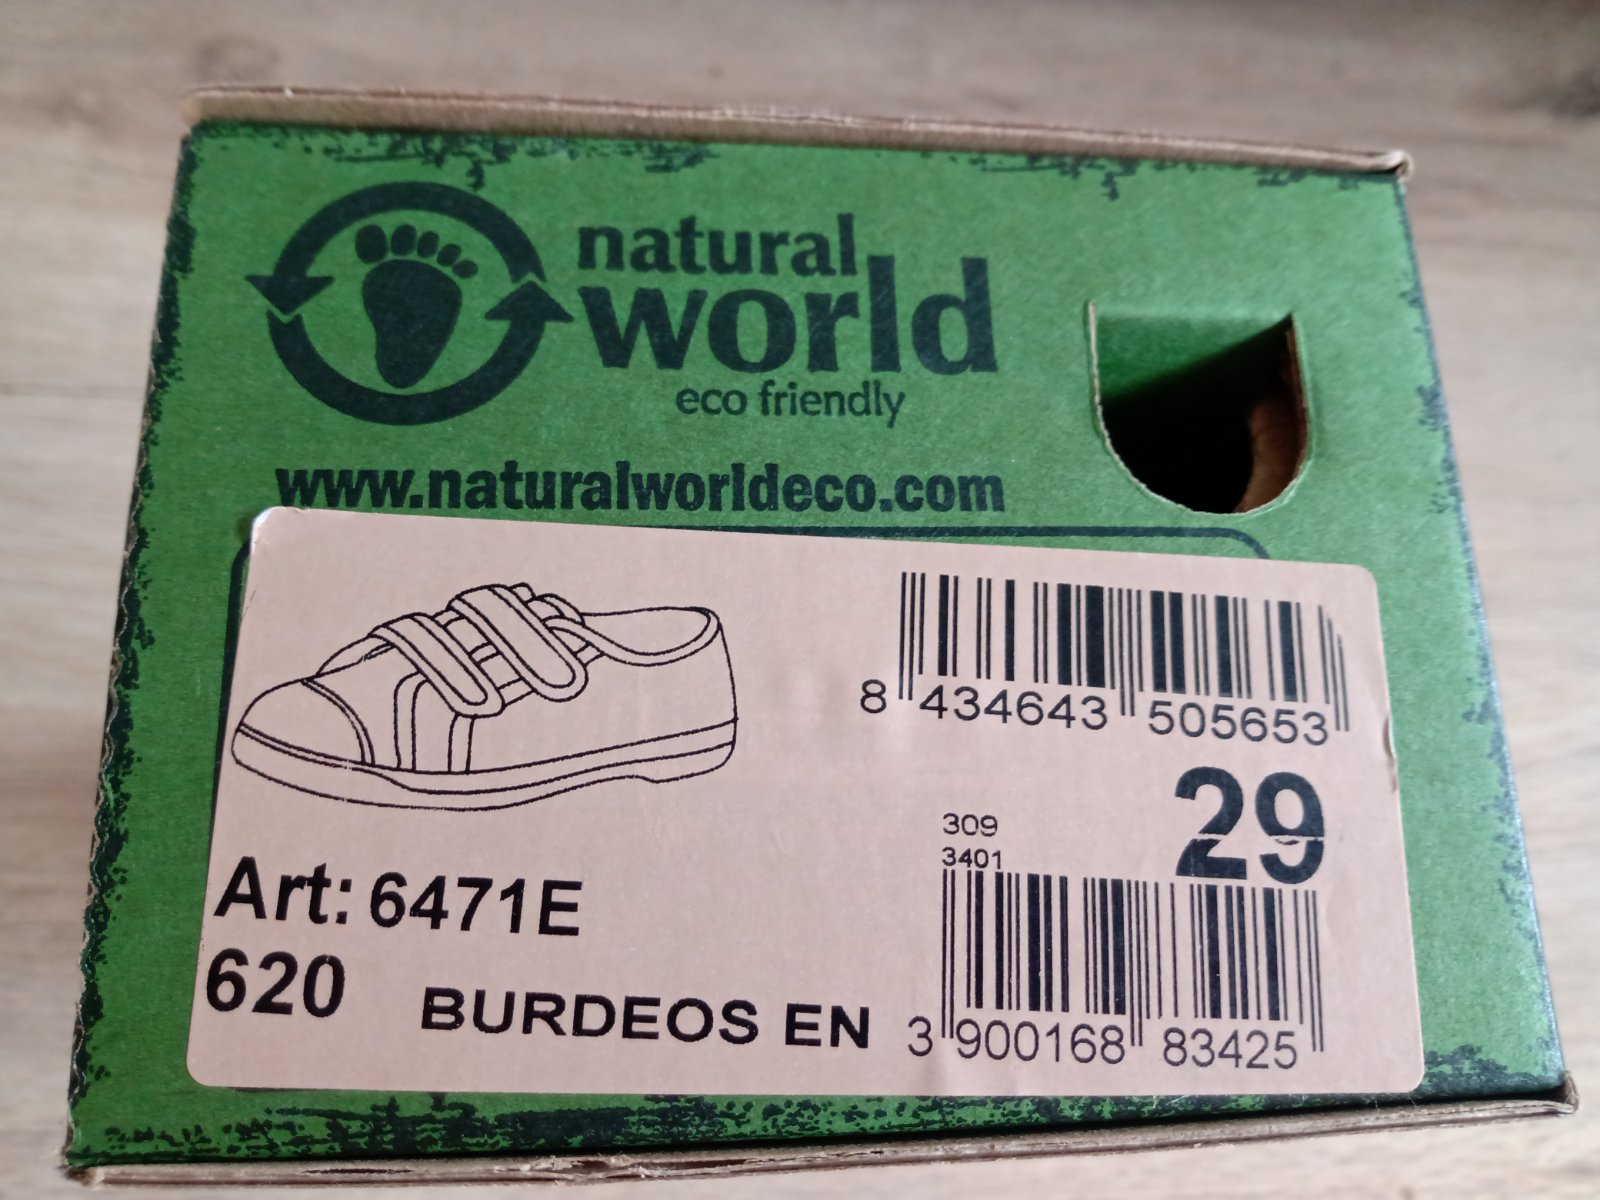 natural
world
eco friendly
www.naturalworldeco.com
8 434643 505653
29
309
3401
Art: 6471E
620 BURDEOS EN
3 900168 83425